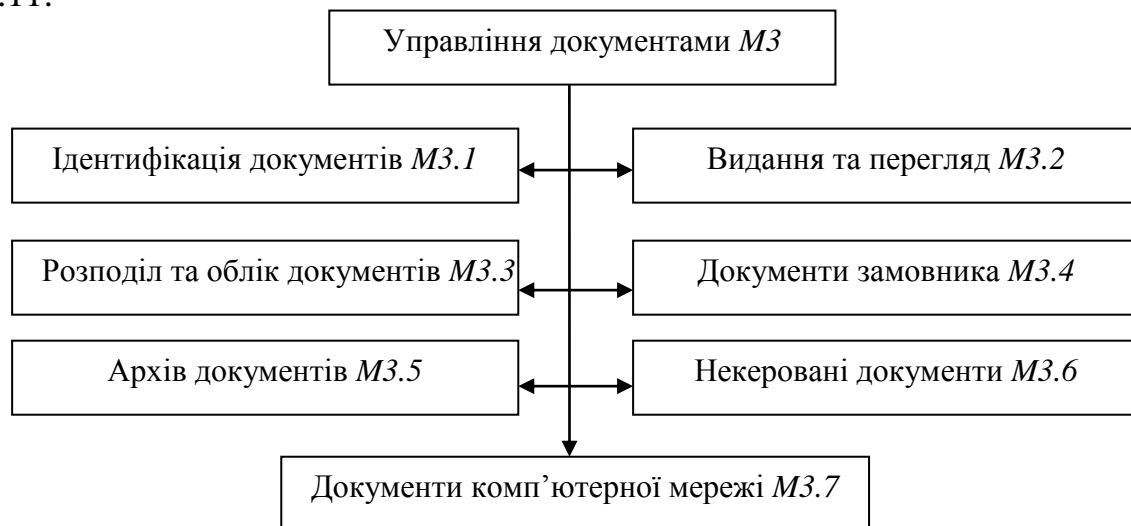 .11.
Управління документами М3
Ідентифікація документів М3.1
Видання та перегляд М3.2
Розподіл та облік документів М3.3
Документи замовника М3.4
Архів документів М3.5
Некеровані документи М3.6
Документи комп’ютерної мережі М3.7